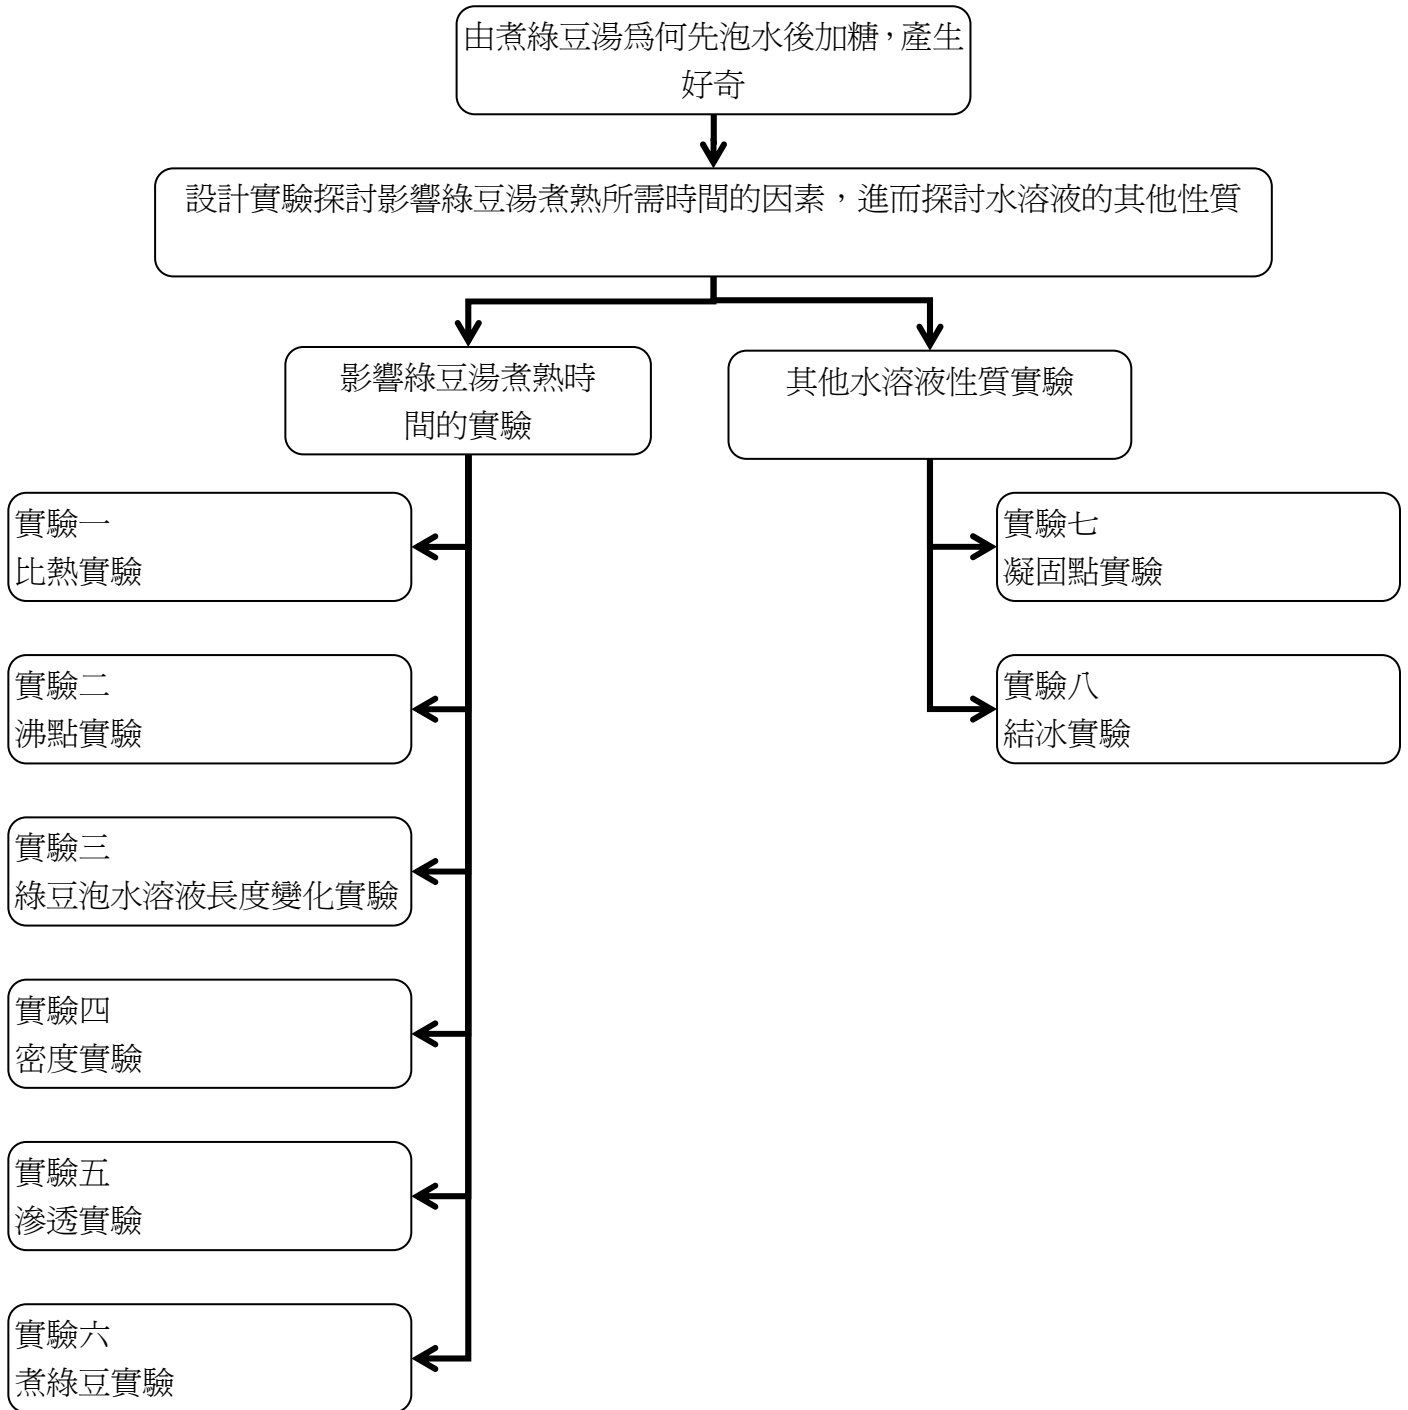 由煮綠豆湯爲何先泡水後加糖，產生
好奇
設計實驗探討影響綠豆湯煮熟所需時間的因素，進而探討水溶液的其他性質
影響綠豆湯煮熟時
間的實驗
其他水溶液性質實驗
實驗一
比熱實驗
實驗二
沸點實驗
實驗三
綠豆泡水溶液長度變化實驗
實驗四
密度實驗
實驗五
滲透實驗
實驗六
煮綠豆實驗
實驗七
凝固點實驗
實驗八
結冰實驗